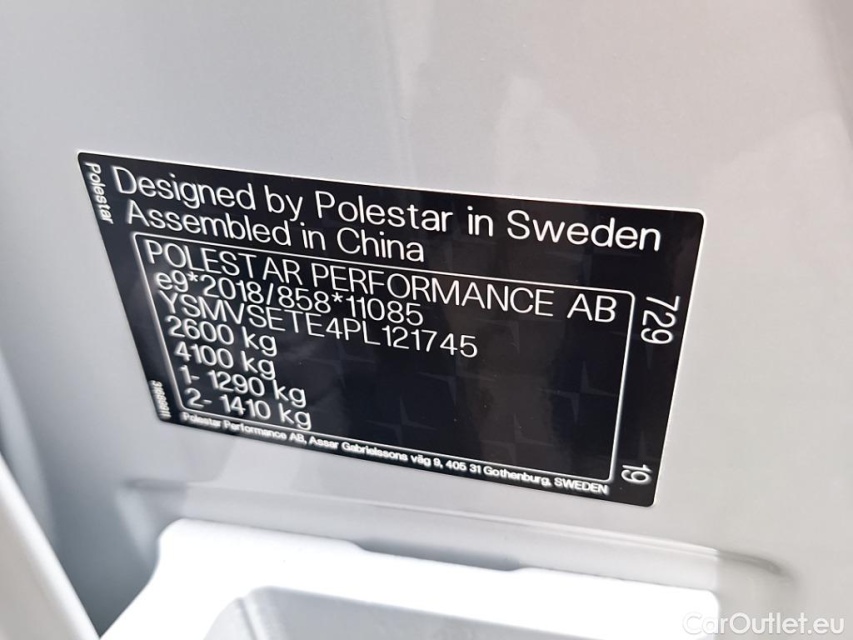 Polestar
Designed by Polestar in Sweden
Assembled in China
POLESTAR PERFORMANCE AB
e9*2018/858*11085
YSMVSETE4PL121745
2600 kg
4100 kg
1- 1290 kg
2- 1410 kg
729
19
Polestar Performance AB, Assar Gabrielssons väg 9, 405 31 Gothenburg, SWEDEN
CarOutlet.eu